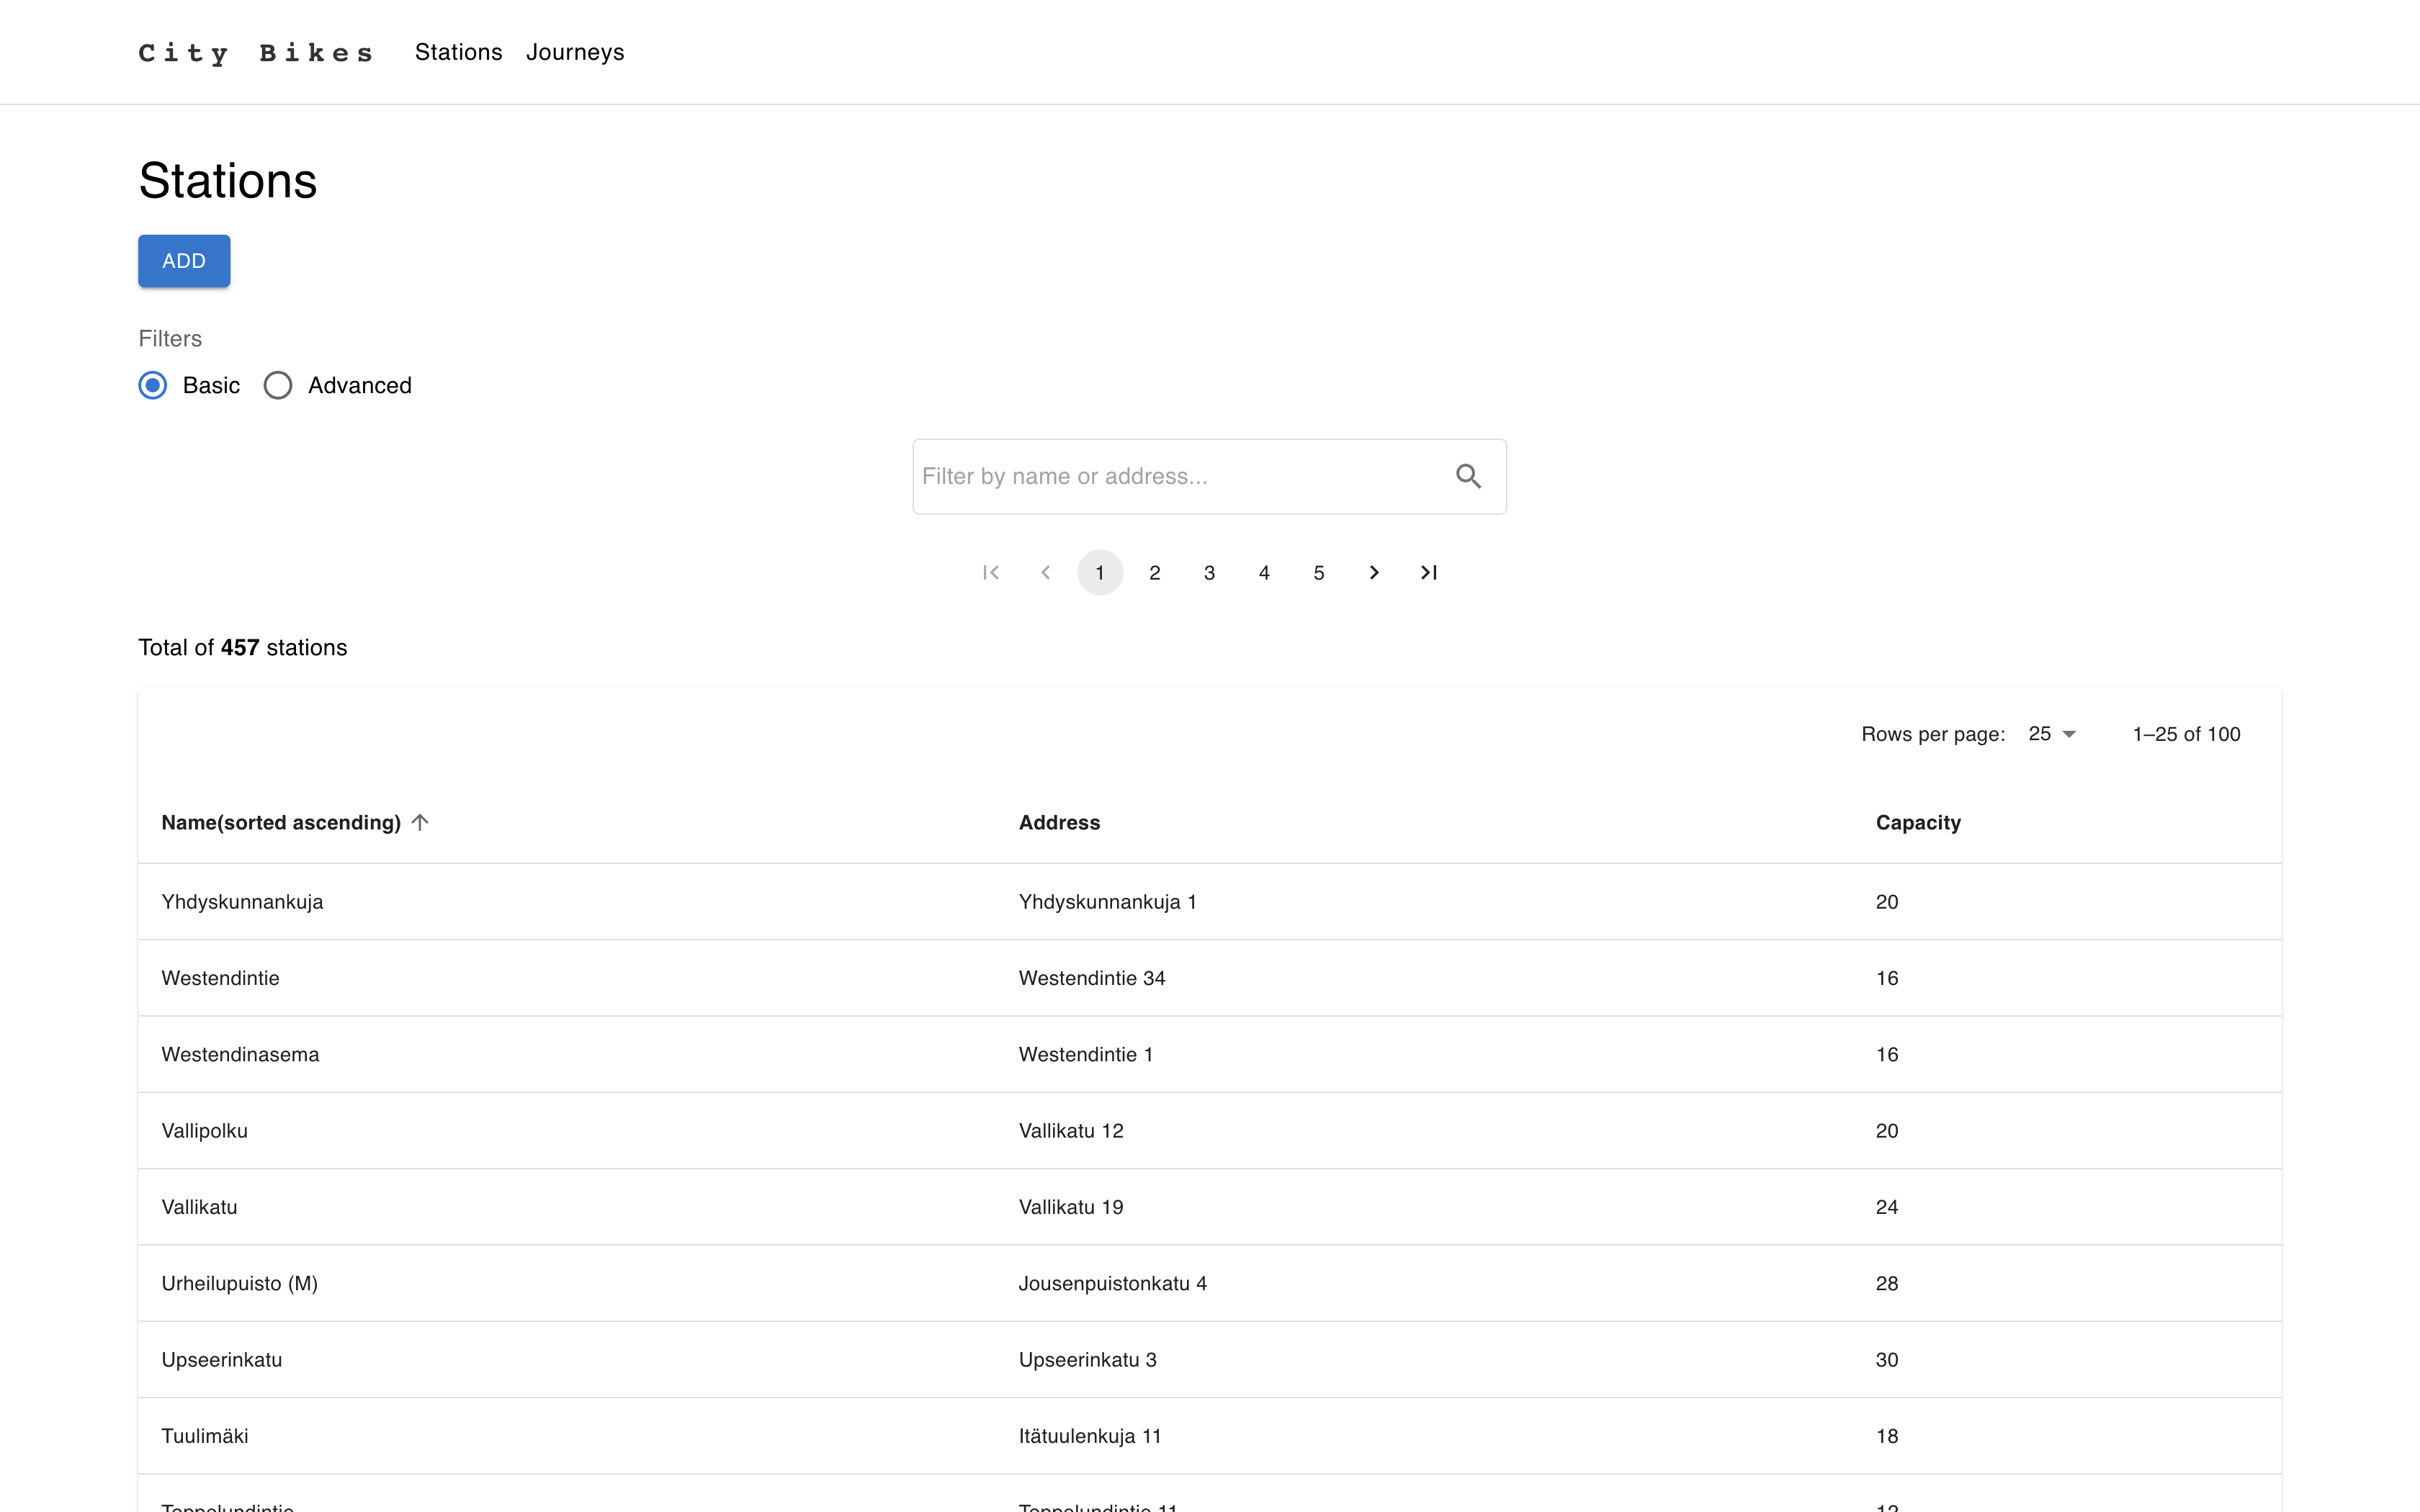 City Bikes Stations Journeys
Stations
ADD
Filters
Basic Advanced
Filter by name or address...
1 2 3 4 5
Total of 457 stations
Rows per page: 25 1–25 of 100
Name(sorted ascending) Address Capacity
Yhdyskunnankuja Yhdyskunnankuja 1 20
Westendintie Westendintie 34 16
Westendinasema Westendintie 1 16
Vallipolku Vallikatu 12 20
Vallikatu Vallikatu 19 24
Urheilupuisto (M) Jousenpuistonkatu 4 28
Upseerinkatu Upseerinkatu 3 30
Tuulimäki Itätuulenkuja 11 18